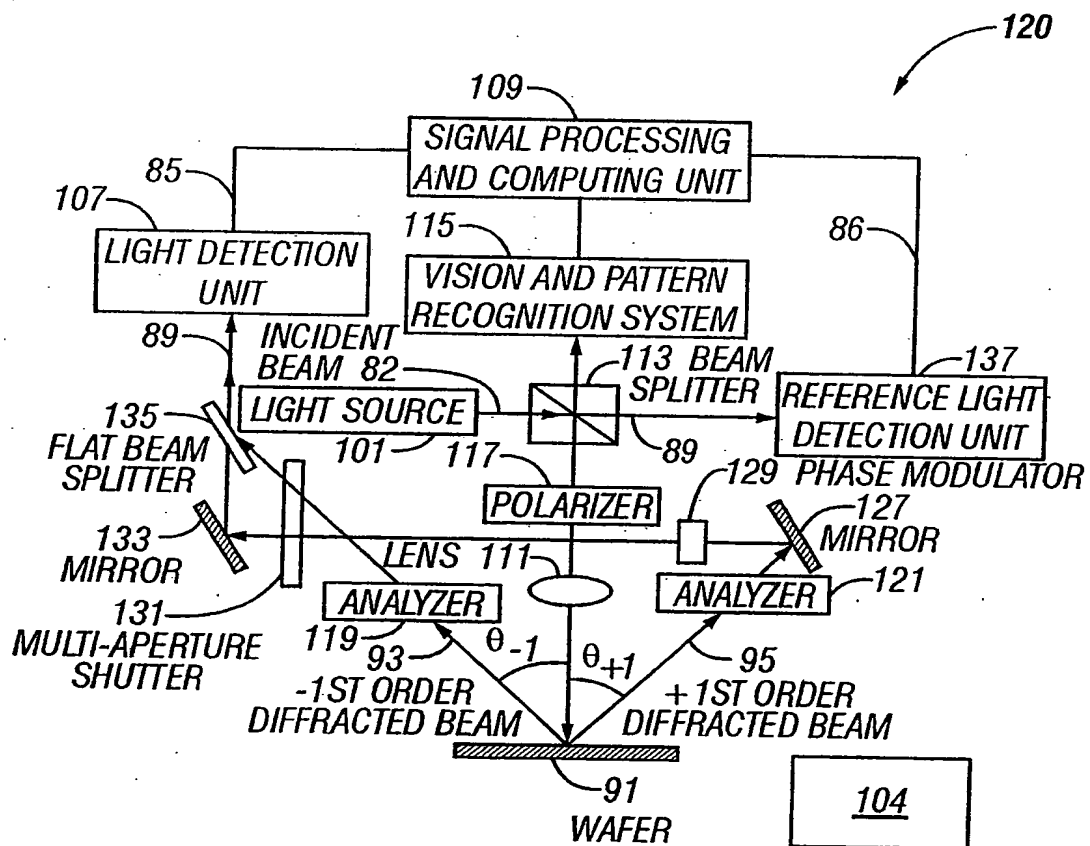 120
109
SIGNAL PROCESSING
AND COMPUTING UNIT
85
107
LIGHT DETECTION
UNIT
115
VISION AND PATTERN
RECOGNITION SYSTEM
86
89
INCIDENT
BEAM 82
113 BEAM
SPLITTER
137
LIGHT SOURCE
101
89
REFERENCE LIGHT
DETECTION UNIT
135
FLAT BEAM
SPLITTER
117
POLARIZER
PHASE MODULATOR
129
127
MIRROR
133
MIRROR
LENS 111
131
MULTI-APERTURE
SHUTTER
ANALYZER
119
ANALYZER
121
93
θ-1
θ+1
95
-1ST ORDER
DIFFRACTED BEAM
+1ST ORDER
DIFFRACTED BEAM
91
WAFER
104